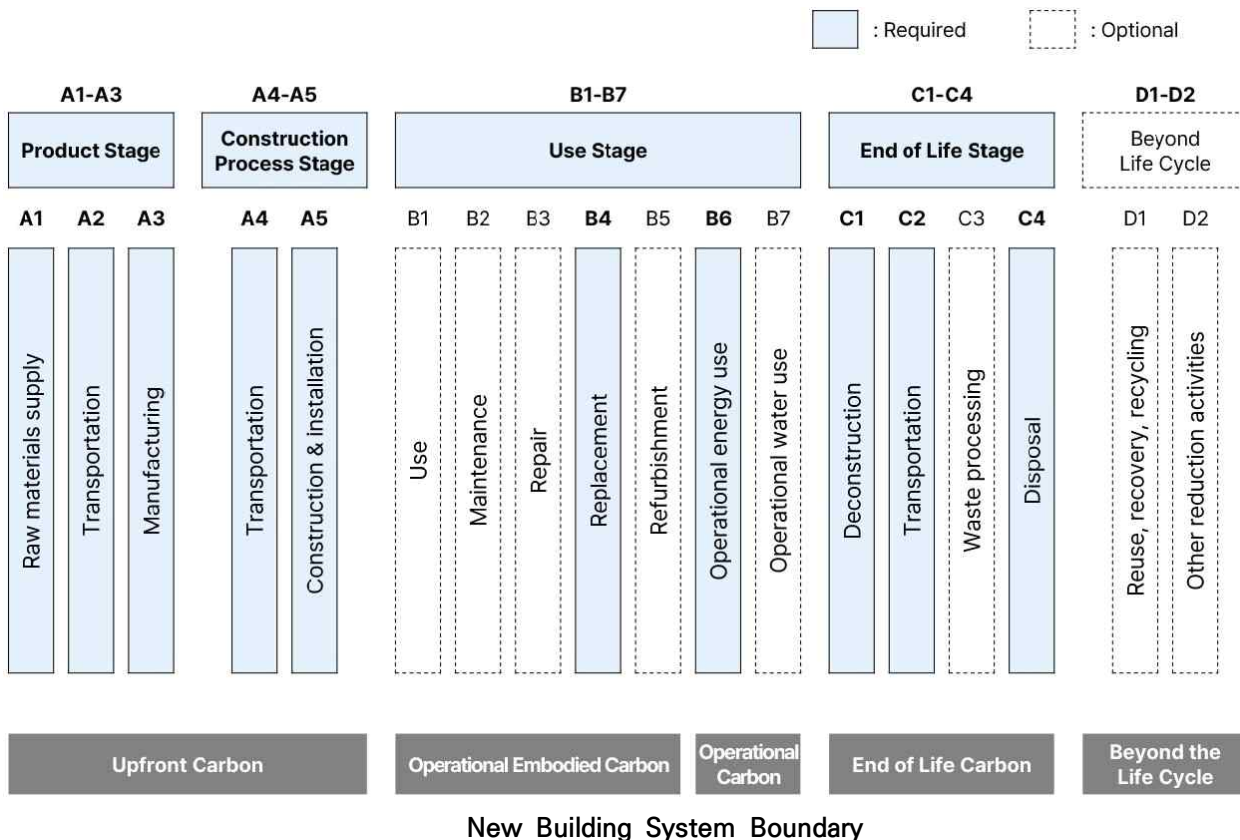 : Required
: Optional
A1-A3
A4-A5
B1-B7
C1-C4
D1-D2
Product Stage
Construction
Process Stage
Use Stage
End of Life Stage
Beyond
Life Cycle
A1
A2
A3
A4
A5
B1
B2
B3
B4
B5
B6
B7
C1
C2
C3
C4
D1
D2
Raw materials supply
Transportation
Manufacturing
Transportation
Construction & installation
Use
Maintenance
Repair
Replacement
Refurbishment
Operational energy use
Operational water use
Deconstruction
Transportation
Waste processing
Disposal
Reuse, recovery, recycling
Other reduction activities
Upfront Carbon
Operational Embodied Carbon
Operational
Carbon
End of Life Carbon
Beyond the
Life Cycle
New Building System Boundary